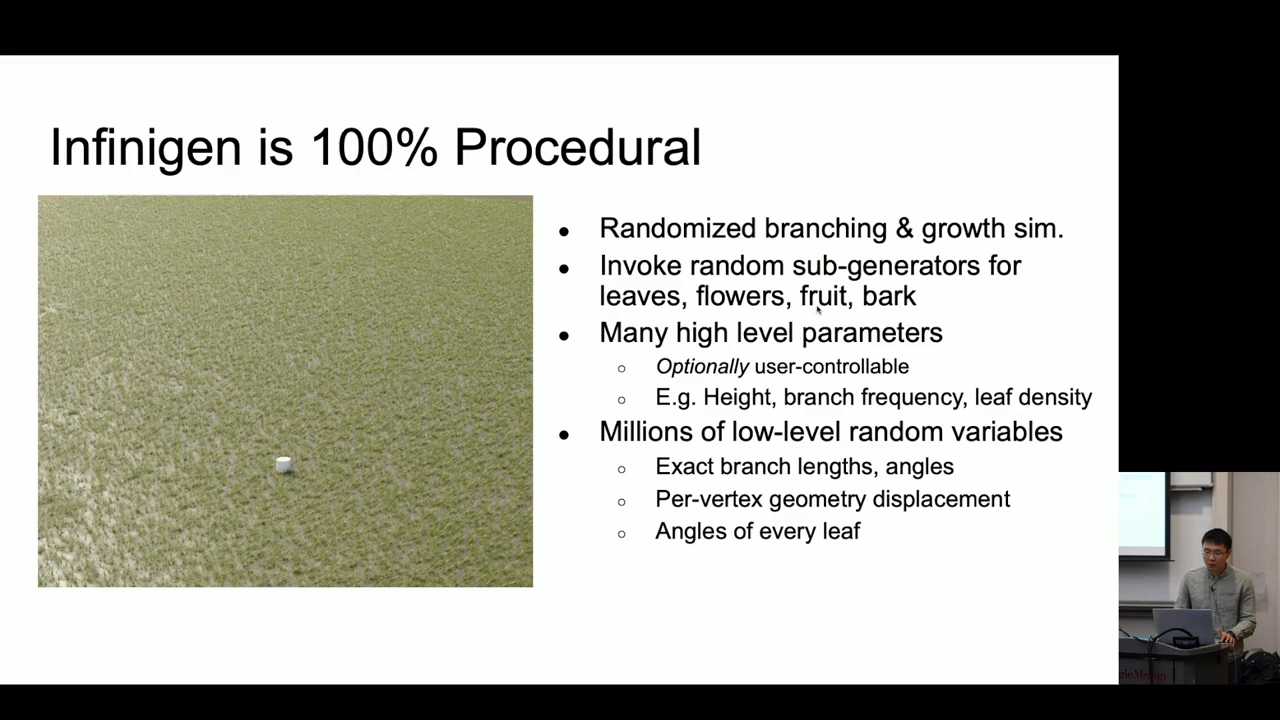 Infinigen is 100% Procedural
● Randomized branching & growth sim.
● Invoke random sub-generators for
leaves, flowers, fruit, bark
● Many high level parameters
○ Optionally user-controllable
○ E.g. Height, branch frequency, leaf density
● Millions of low-level random variables
○ Exact branch lengths, angles
○ Per-vertex geometry displacement
○ Angles of every leaf